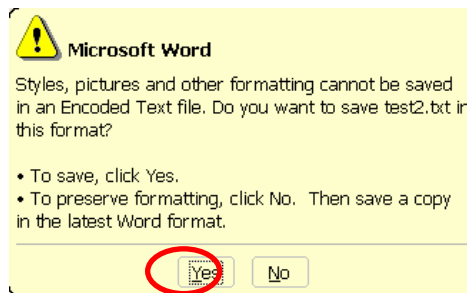 Microsoft Word
Styles, pictures and other formatting cannot be saved
in an Encoded Text file. Do you want to save test2.txt in
this format?
• To save, click Yes.
• To preserve formatting, click No. Then save a copy
in the latest Word format.
Yes No